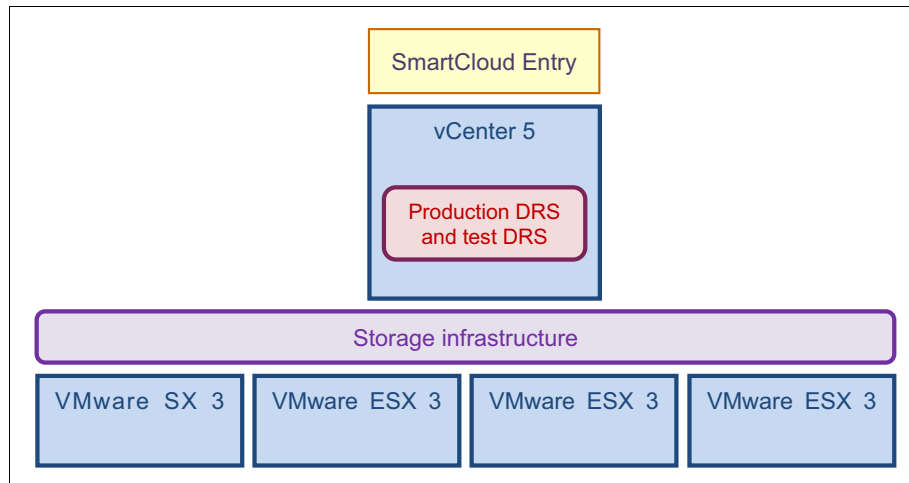 SmartCloud Entry
vCenter 5
Production DRS
and test DRS
Storage infrastructure
VMware SX 3
VMware ESX 3
VMware ESX 3
VMware ESX 3